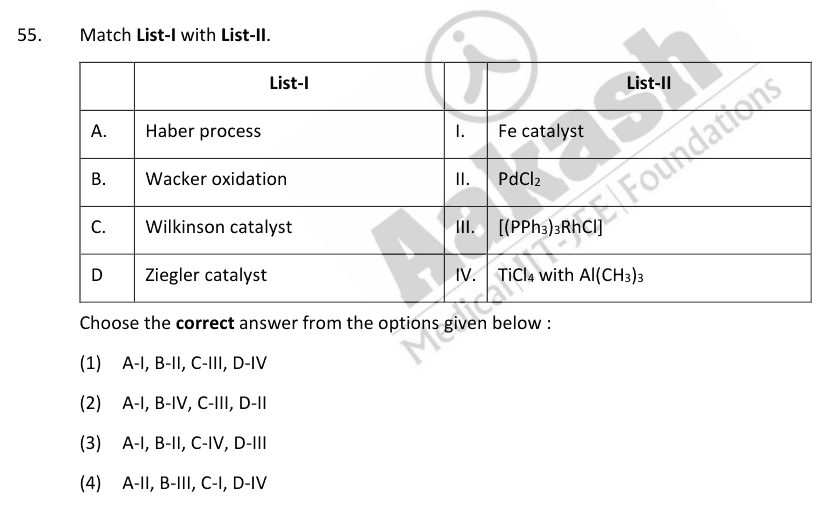 55. Match List-I with List-II.
List-I List-II
A. Haber process I. Fe catalyst
B. Wacker oxidation II. PdCl₂
C. Wilkinson catalyst III. [(PPh₃)₃RhCl]
D Ziegler catalyst IV. TiCl₄ with Al(CH₃)₃
Choose the correct answer from the options given below :
(1) A-I, B-II, C-III, D-IV
(2) A-I, B-IV, C-III, D-II
(3) A-I, B-II, C-IV, D-III
(4) A-II, B-III, C-I, D-IV
Aakash
Medical|IIT-JEE|Foundations